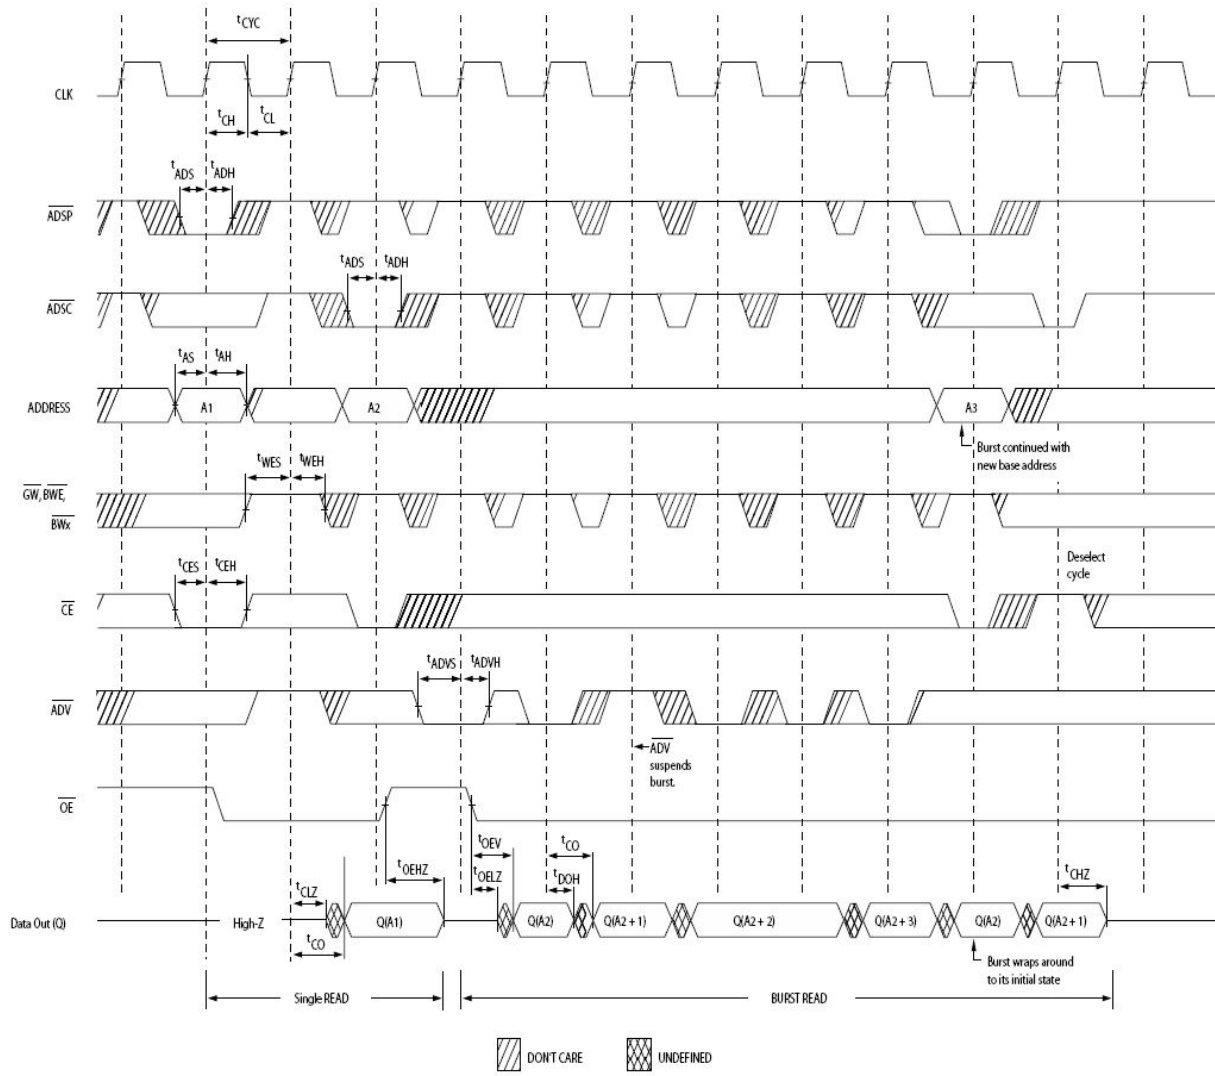 tCYC
CLK
tCH tCL
tADS tADH
ADSP
tADS tADH
ADSC
tAS tAH
ADDRESS A1 A2 A3
Burst continued with
new base address
tWES tWEH
GW, BWE,
BWx
Deselect
cycle
tCES tCEH
CE
tADVS tADVH
ADV
ADV
suspends
burst.
OE
tOEV tCO
tOEHZ tOELZ tDOH
tCLZ tCHZ
Data Out (Q) High-Z Q(A1) Q(A2) Q(A2 + 1) Q(A2 + 2) Q(A2 + 3) Q(A2) Q(A2 + 1)
tCO
Burst wraps around
to its initial state
Single READ BURST READ
DON'T CARE UNDEFINED